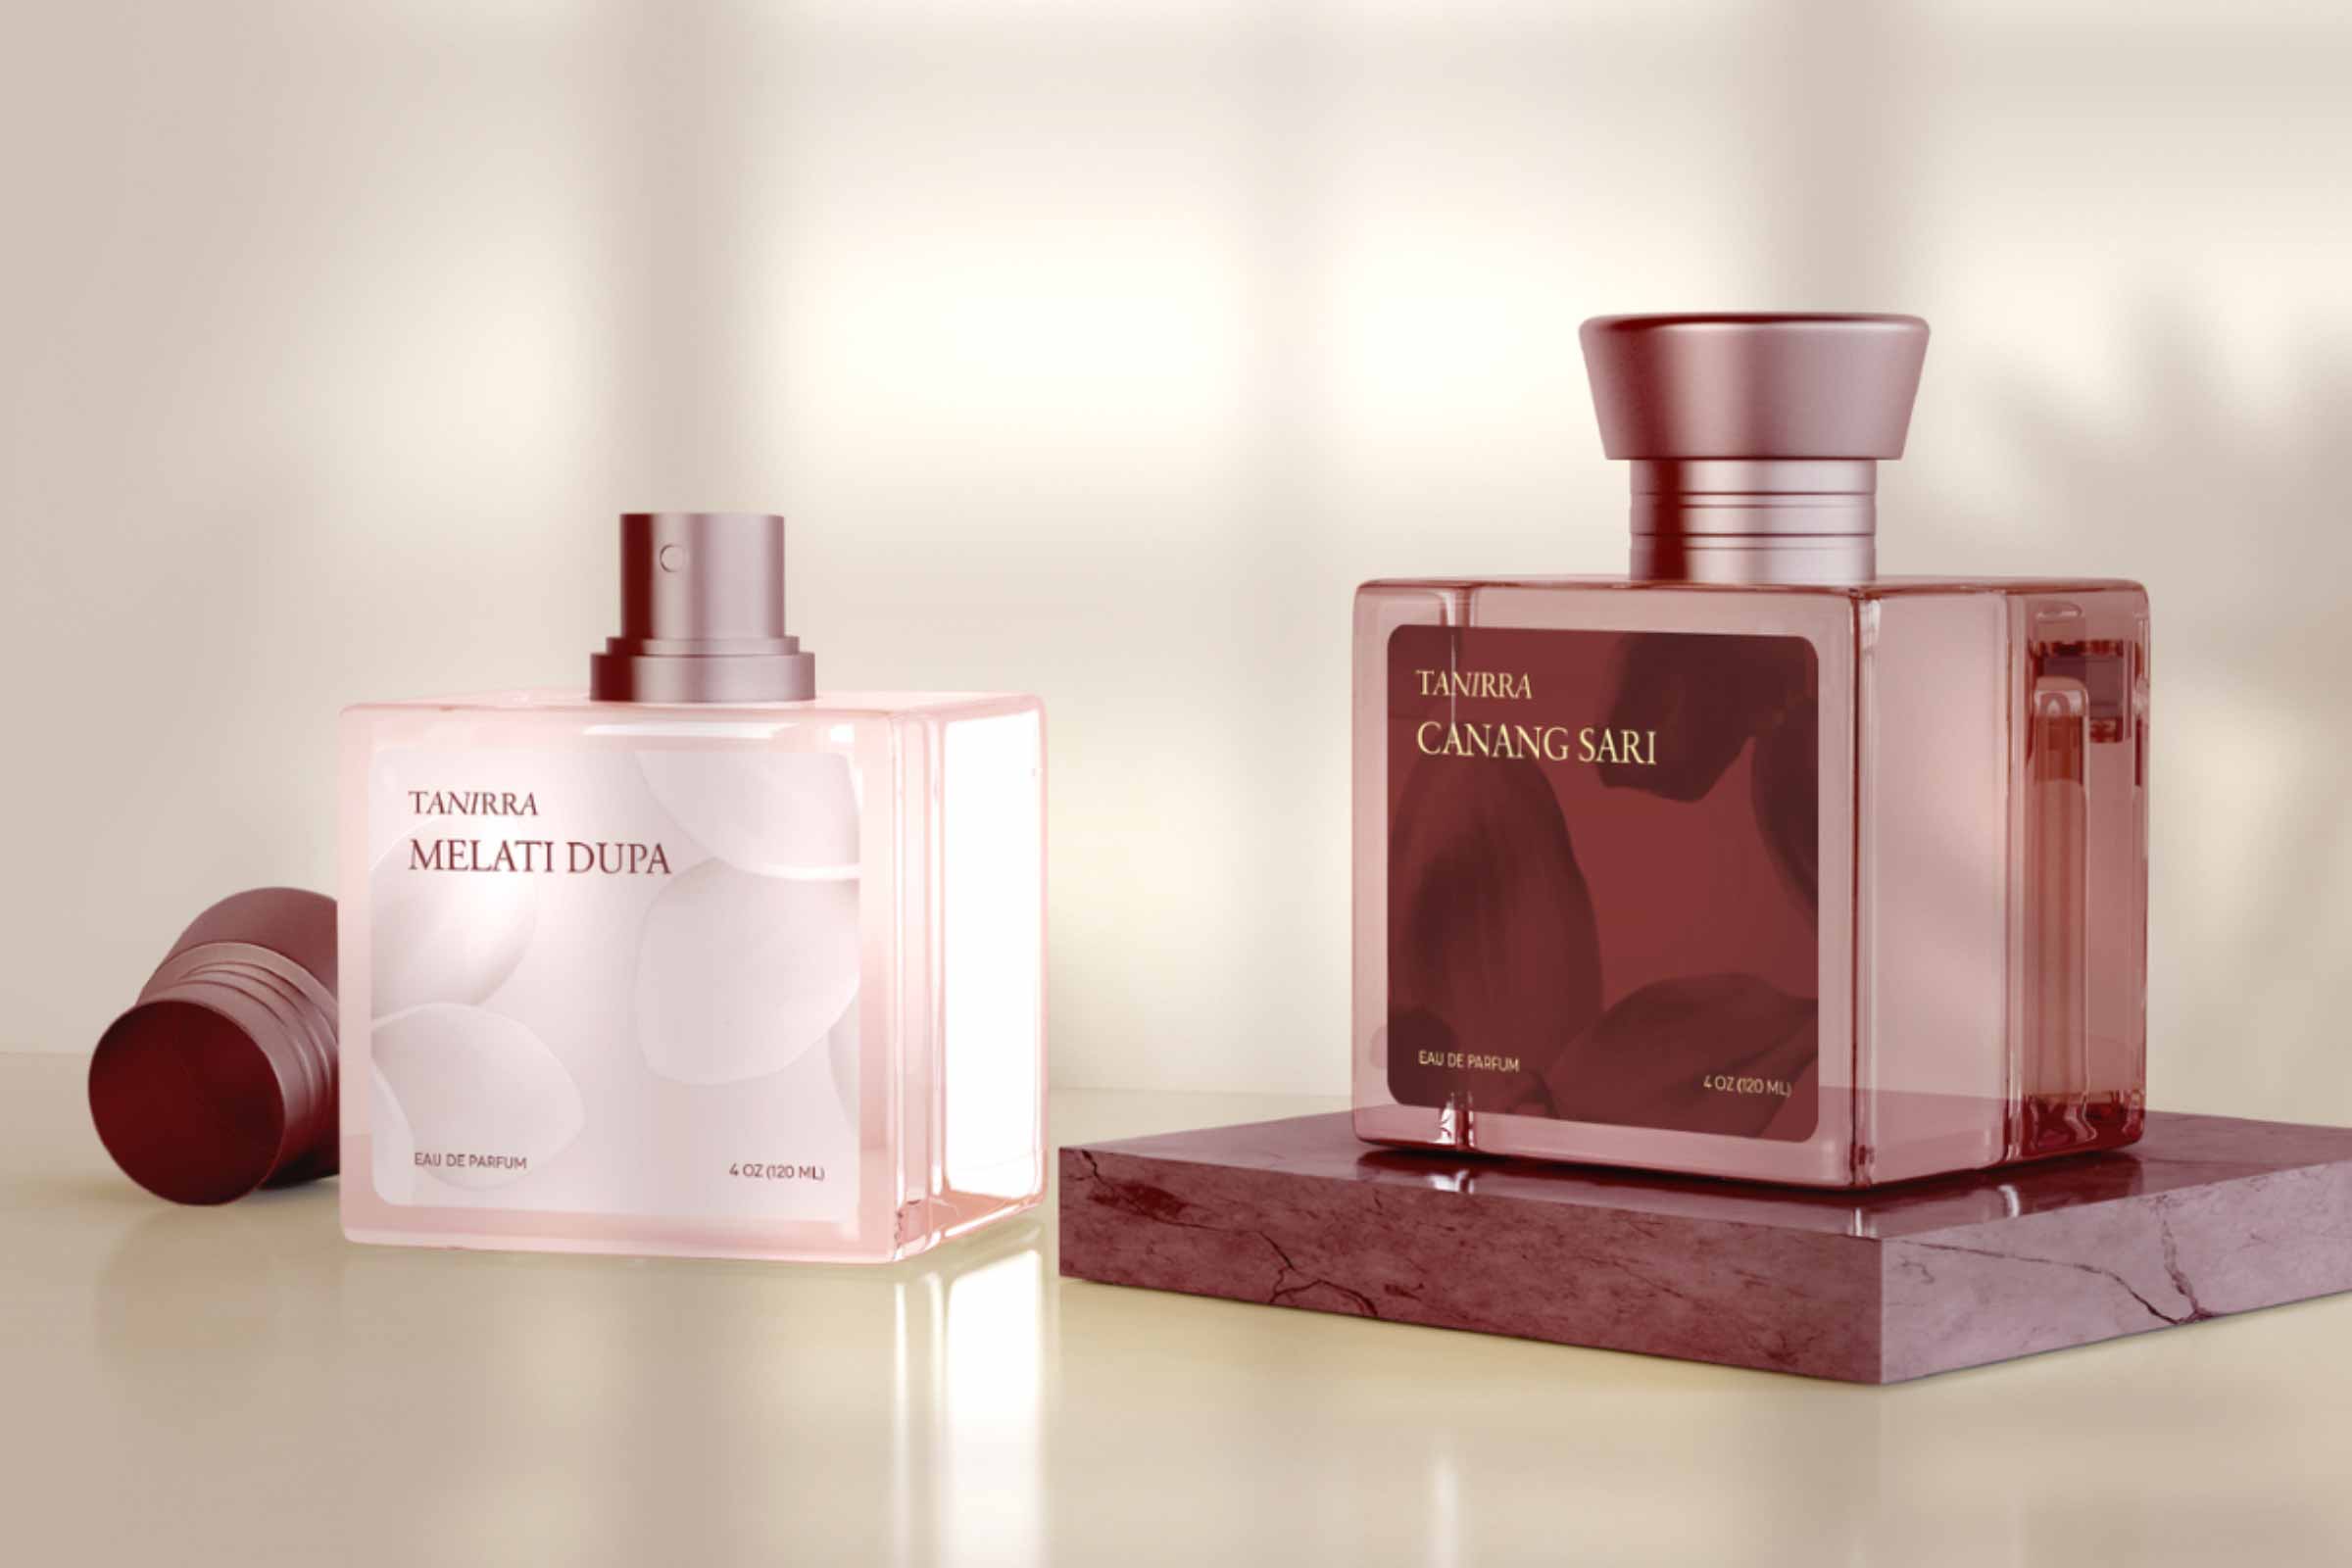 TANIRRA
MELATI DUPA
EAU DE PARFUM
4 OZ (120 ML)
TANIRRA
CANANG SARI
EAU DE PARFUM
4 OZ (120 ML)